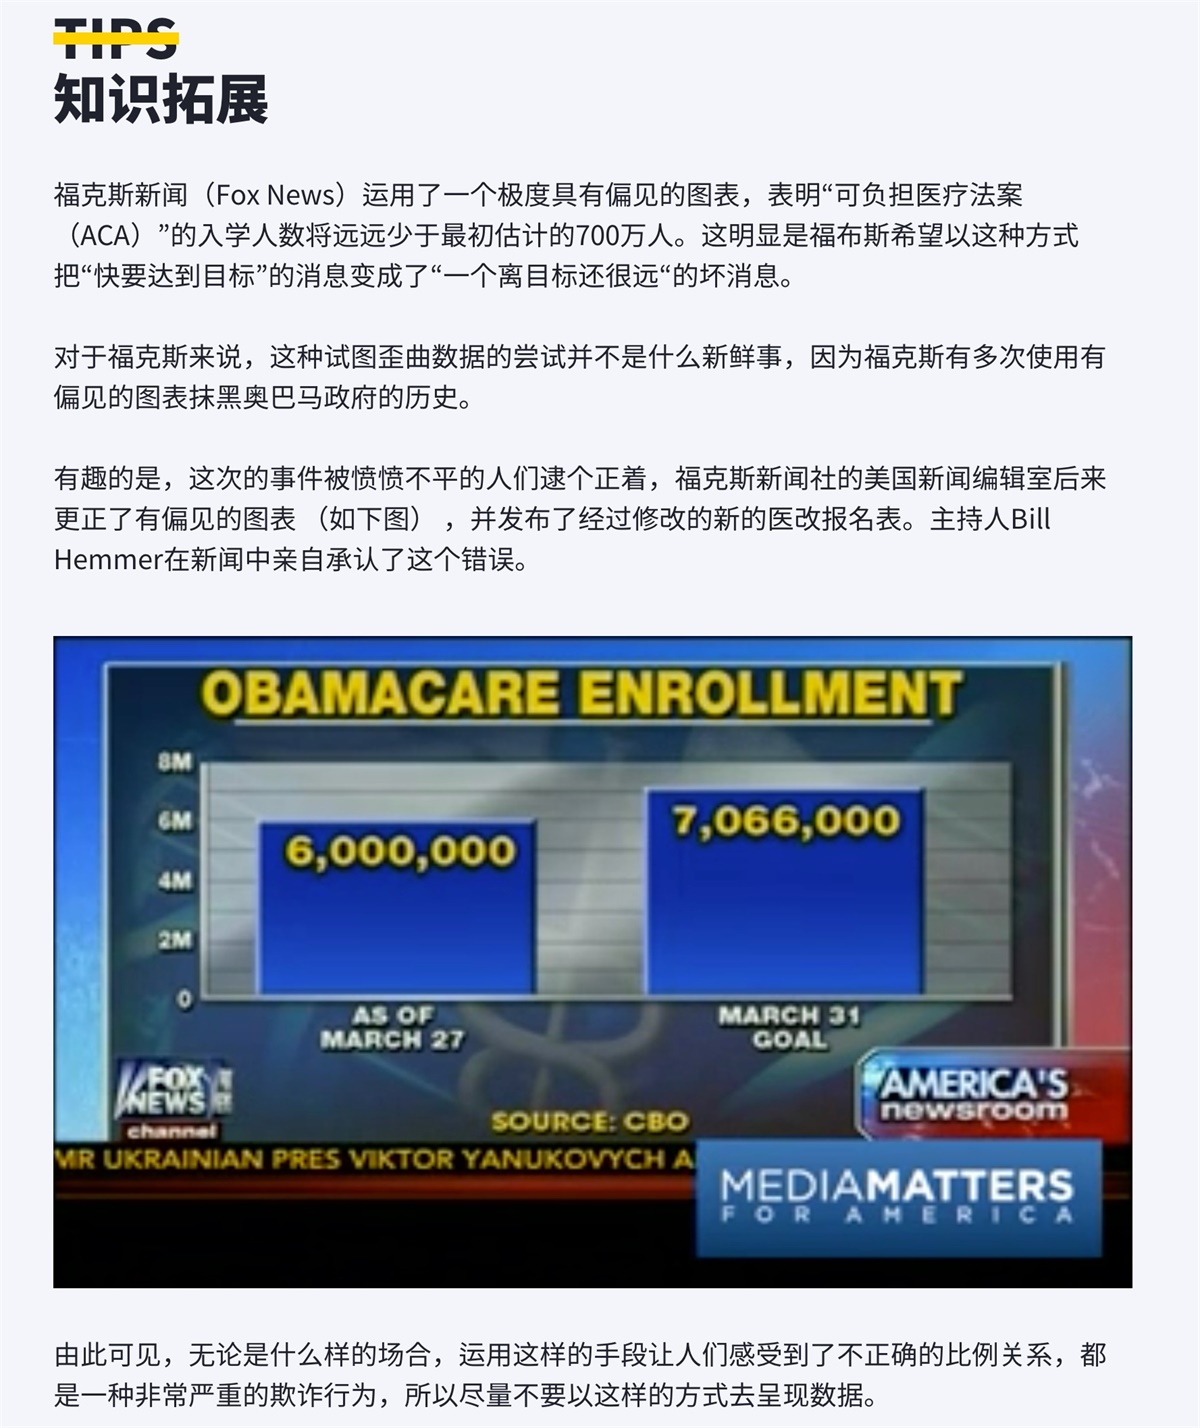 TIPS
知识拓展
福克斯新闻（Fox News）运用了一个极度具有偏见的图表，表明“可负担医疗法案
（ACA）”的入学人数将远远少于最初估计的700万人。这明显是福布斯希望以这种方式
把“快要达到目标”的消息变成了“一个离目标还很远“的坏消息。
对于福克斯来说，这种试图歪曲数据的尝试并不是什么新鲜事，因为福克斯有多次使用有
偏见的图表抹黑奥巴马政府的历史。
有趣的是，这次的事件被愤愤不平的人们逮个正着，福克斯新闻社的美国新闻编辑室后来
更正了有偏见的图表 （如下图） ，并发布了经过修改的新的医改报名表。主持人Bill
Hemmer在新闻中亲自承认了这个错误。
OBAMACARE ENROLLMENT
8M
6M
4M
2M
0
6,000,000
7,066,000
AS OF
MARCH 27
MARCH 31
GOAL
FOX
NEWS
channel
SOURCE: CBO
AMERICA'S
newsroom
MR UKRAINIAN PRES VIKTOR YANUKOVYCH A
MEDIAMATTERS
FOR AMERICA
由此可见，无论是什么样的场合，运用这样的手段让人们感受到了不正确的比例关系，都
是一种非常严重的欺诈行为，所以尽量不要以这样的方式去呈现数据。